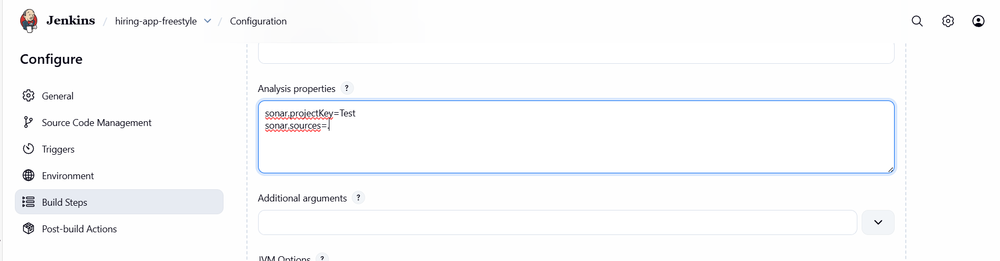 Jenkins / hiring-app-freestyle / Configuration
Configure
General
Source Code Management
Triggers
Environment
Build Steps
Post-build Actions
Analysis properties ?
sonar.projectKey=Test
sonar.sources=.
Additional arguments ?
JVM Options ?